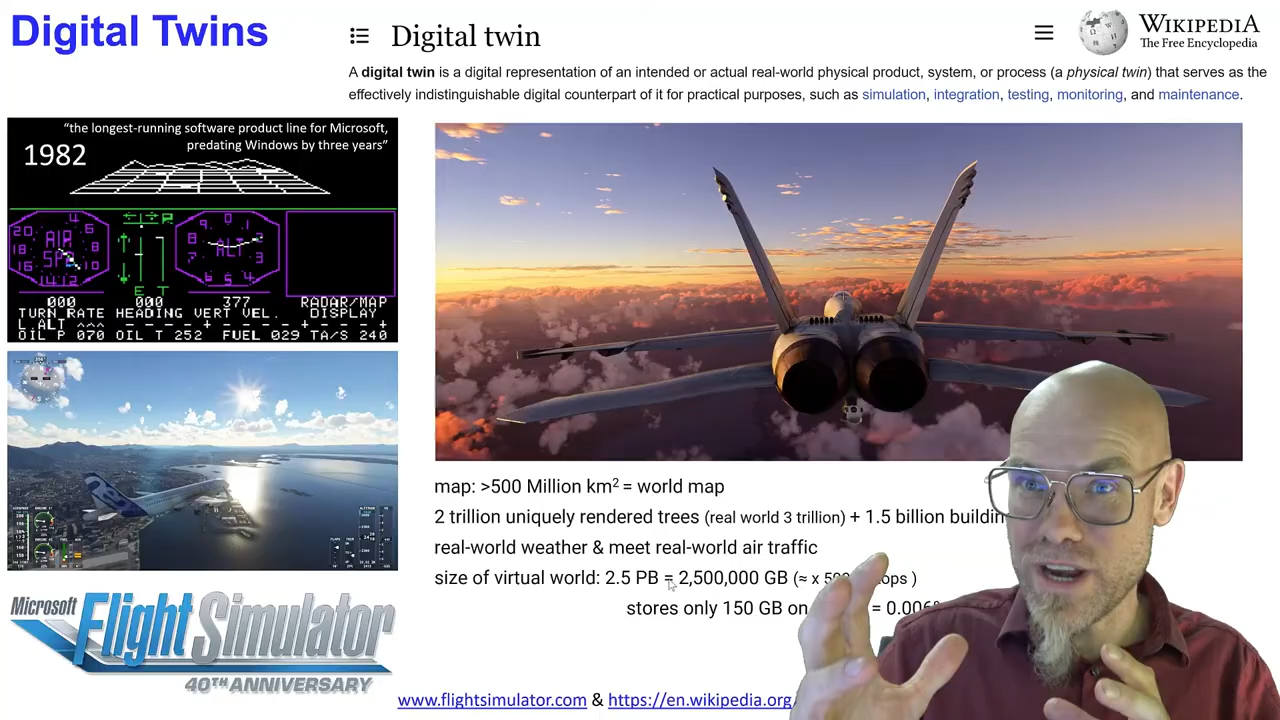 Digital Twins
Digital twin
WIKIPEDIA
The Free Encyclopedia
A digital twin is a digital representation of an intended or actual real-world physical product, system, or process (a physical twin) that serves as the
effectively indistinguishable digital counterpart of it for practical purposes, such as simulation, integration, testing, monitoring, and maintenance.
"the longest-running software product line for Microsoft,
predating Windows by three years"
1982
AIR
SPD
ALT
000 000 377 RADAR/MAP
TURN RATE HEADING VERT VEL. DISPLAY
L.ALT
OIL P 070 OIL T 252 FUEL 029 TA/S 240
map: >500 Million km² = world map
2 trillion uniquely rendered trees (real world 3 trillion) + 1.5 billion buildin
real-world weather & meet real-world air traffic
size of virtual world: 2.5 PB = 2,500,000 GB (≈ x 
stores only 150 GB on
Microsoft
Flight Simulator
40TH ANNIVERSARY
www.flightsimulator.com & https://en.wikipedia.org